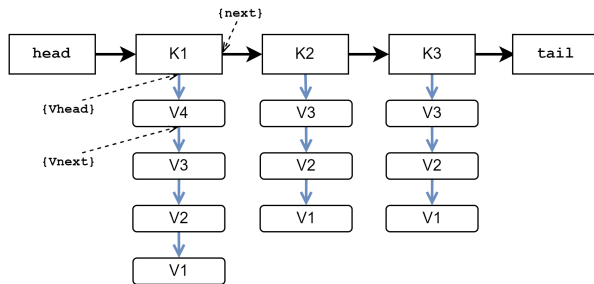 {next}
head
K1
K2
K3
tail
{Vhead}
V4
V3
V3
{Vnext}
V3
V2
V2
V2
V1
V1
V1